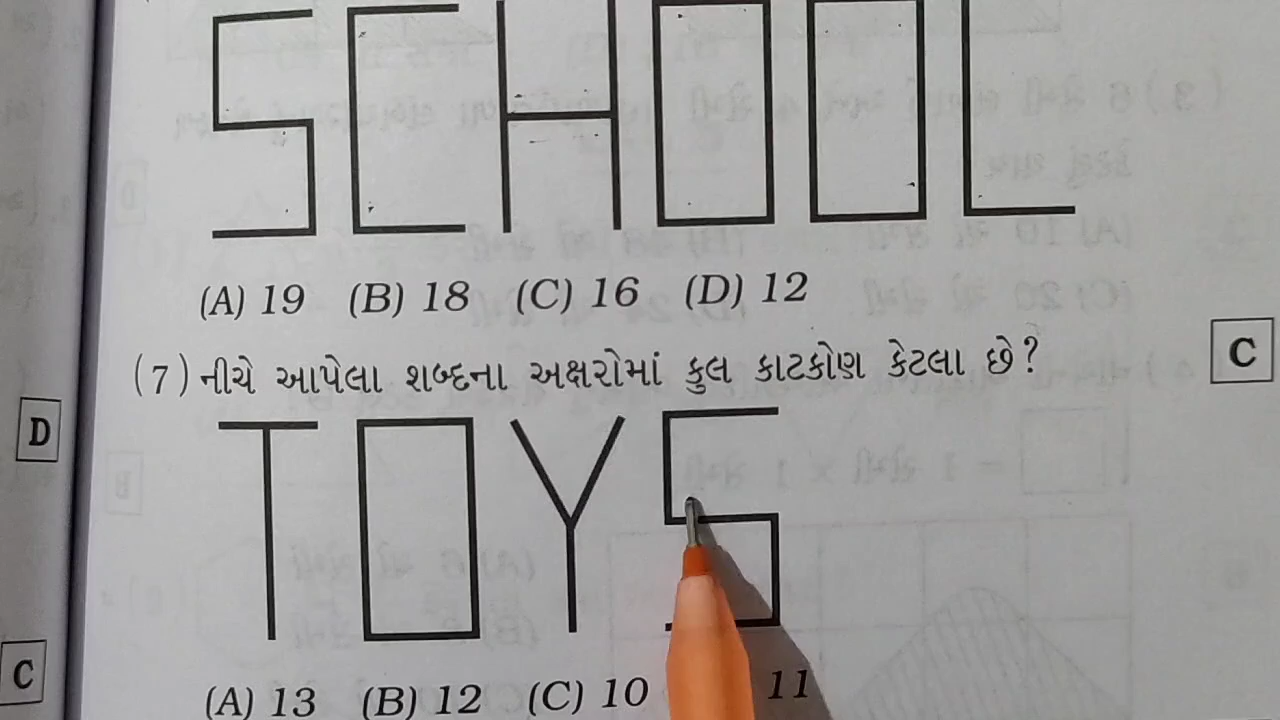 SCHOOL
(A) 19 (B) 18 (C) 16 (D) 12
(7) નીચે આપેલા શબ્દના અક્ષરોમાં કુલ કાટકોણ કેટલા છે?
C
D
TOYS
C
(A) 13 (B) 12 (C) 10 11